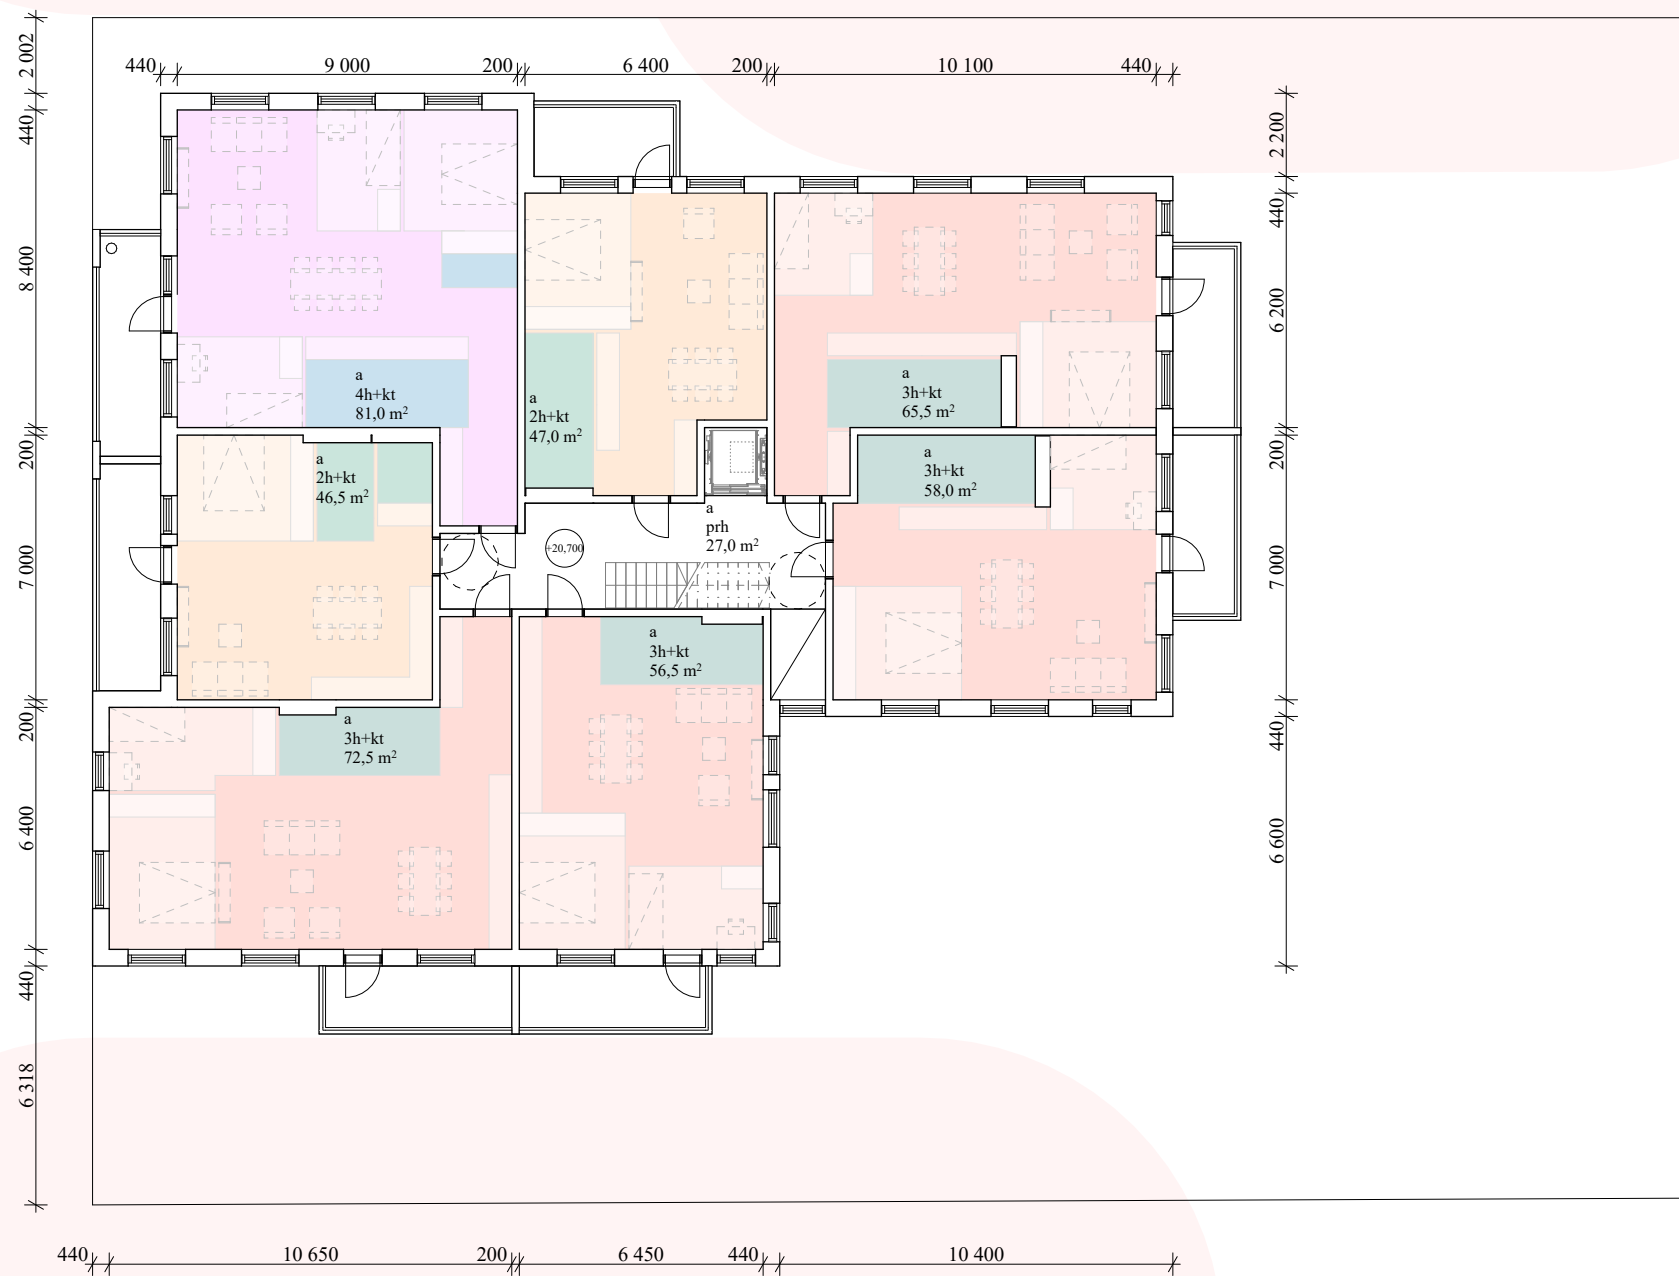 440 9 000 200 6 400 200 10 100 440
2 002
440
8 400
200
7 000
200
6 400
440
6 318
2 200
440
6 200
200
7 000
440
6 600
a
4h+kt
81,0 m²
a
2h+kt
47,0 m²
a
3h+kt
65,5 m²
a
2h+kt
46,5 m²
a
3h+kt
58,0 m²
a
prh
27,0 m²
+20,700
a
3h+kt
56,5 m²
a
3h+kt
72,5 m²
440 10 650 200 6 450 440 10 400